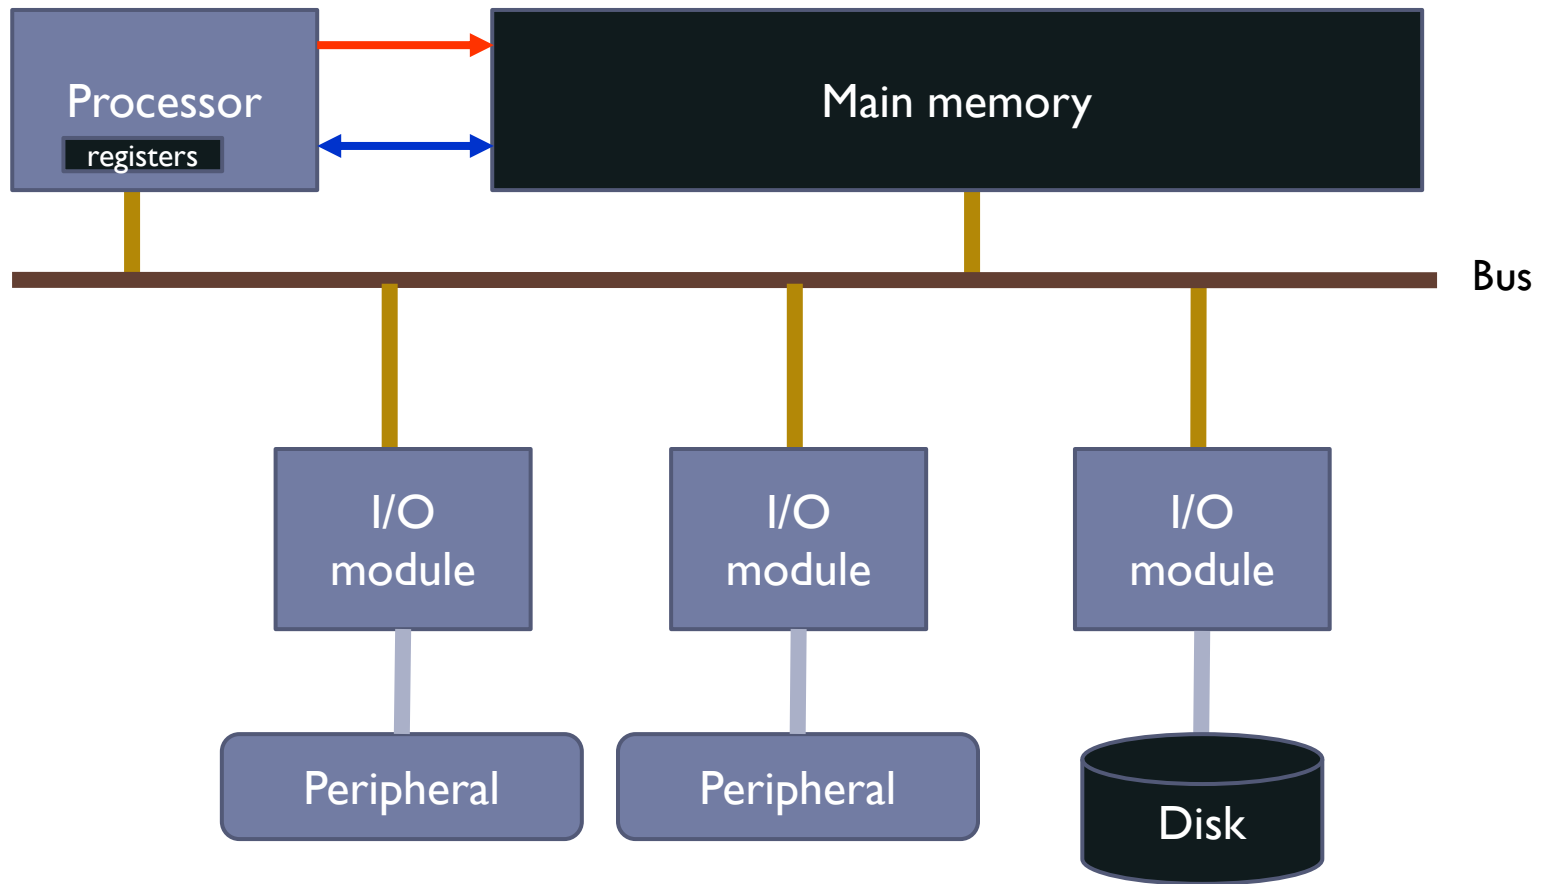 Processor
registers
Main memory
Bus
I/O
module
I/O
module
I/O
module
Peripheral
Peripheral
Disk